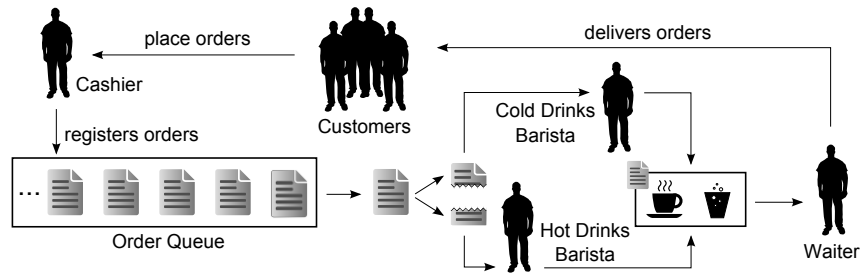 place orders
delivers orders
Cashier
Customers
Cold Drinks
Barista
registers orders
...
Order Queue
Hot Drinks
Barista
Waiter